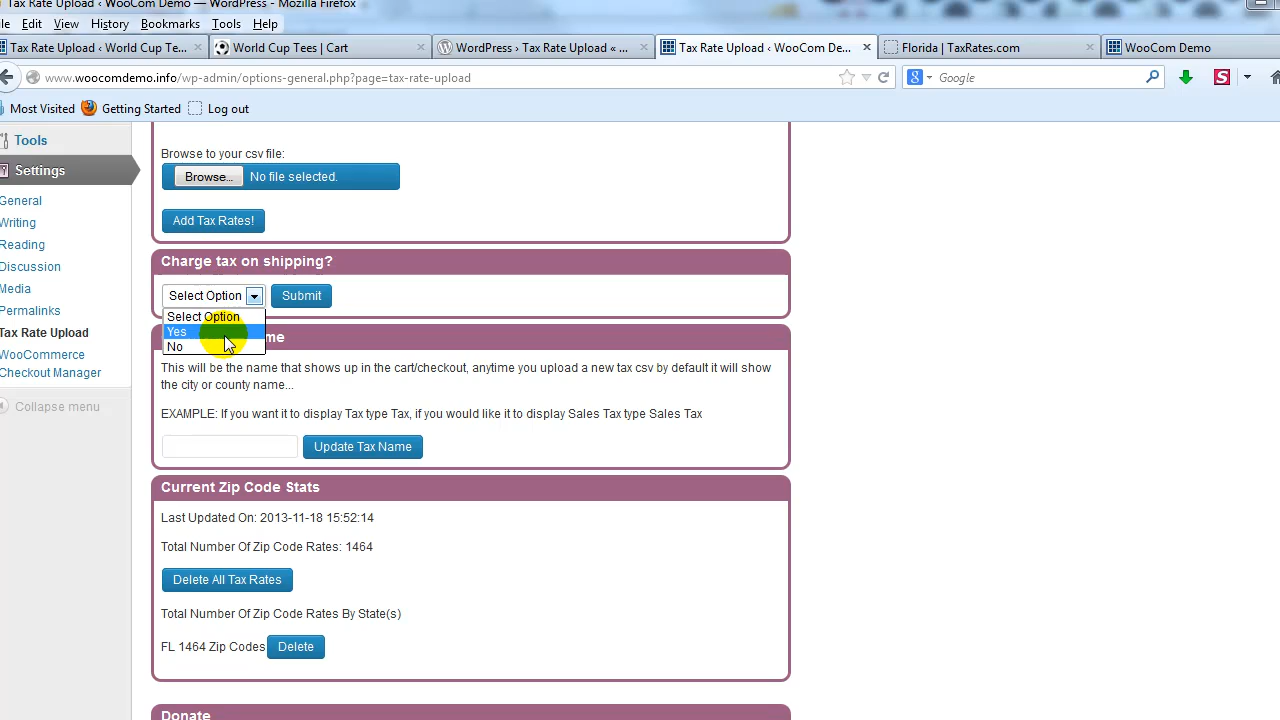 Tax Rate Upload ‹ WooCom Demo — WordPress - Mozilla Firefox
ile Edit View History Bookmarks Tools Help
Tax Rate Upload ‹ World Cup Te... × World Cup Tees | Cart × WordPress › Tax Rate Upload « ... × Tax Rate Upload ‹ WooCom De... × Florida | TaxRates.com × WooCom Demo
www.woocomdemo.info/wp-admin/options-general.php?page=tax-rate-upload Google
Most Visited Getting Started Log out
Tools
Settings
General
Writing
Reading
Discussion
Media
Permalinks
Tax Rate Upload
WooCommerce
Checkout Manager
Collapse menu
Browse to your csv file:
Browse... No file selected.
Add Tax Rates!
Charge tax on shipping?
Select Option Submit
Select Option
Yes
No
me
This will be the name that shows up in the cart/checkout, anytime you upload a new tax csv by default it will show
the city or county name...
EXAMPLE: If you want it to display Tax type Tax, if you would like it to display Sales Tax type Sales Tax
Update Tax Name
Current Zip Code Stats
Last Updated On: 2013-11-18 15:52:14
Total Number Of Zip Code Rates: 1464
Delete All Tax Rates
Total Number Of Zip Code Rates By State(s)
FL 1464 Zip Codes Delete
Donate